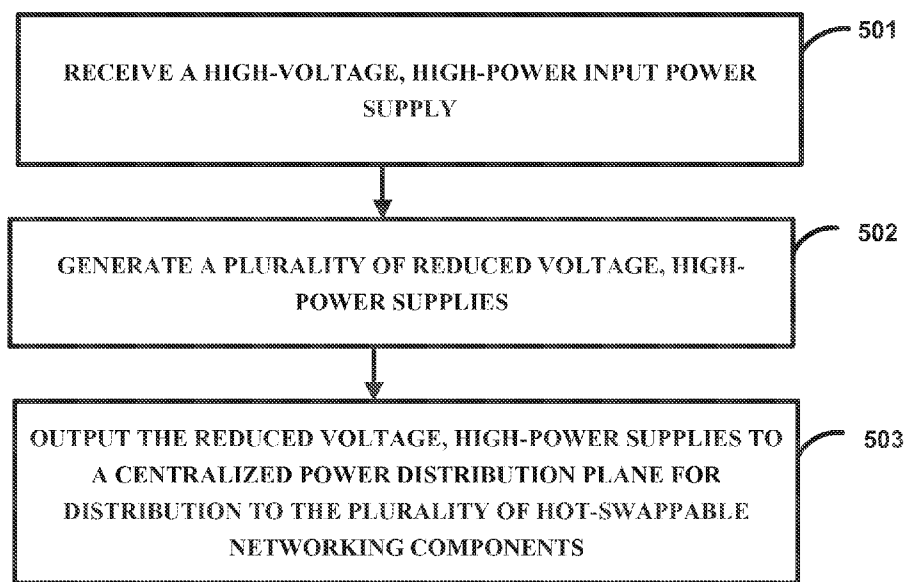 501
RECEIVE A HIGH-VOLTAGE, HIGH-POWER INPUT POWER
SUPPLY
502
GENERATE A PLURALITY OF REDUCED VOLTAGE, HIGH-
POWER SUPPLIES
503
OUTPUT THE REDUCED VOLTAGE, HIGH-POWER SUPPLIES TO
A CENTRALIZED POWER DISTRIBUTION PLANE FOR
DISTRIBUTION TO THE PLURALITY OF HOT-SWAPPABLE
NETWORKING COMPONENTS